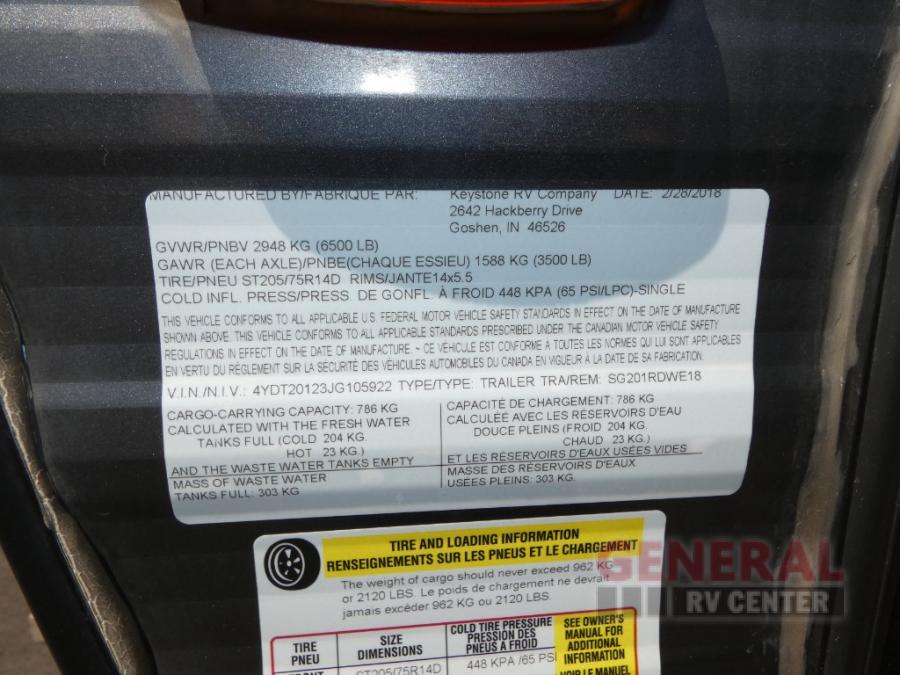 MANUFACTURED BY/FABRIQUE PAR: Keystone RV Company DATE: 2/28/2018
2642 Hackberry Drive
Goshen, IN 46526
GVWR/PNBV 2948 KG (6500 LB)
GAWR (EACH AXLE)/PNBE(CHAQUE ESSIEU) 1588 KG (3500 LB)
TIRE/PNEU ST205/75R14D RIMS/JANTE14x5.5
COLD INFL. PRESS/PRESS. DE GONFL. À FROID 448 KPA (65 PSI/LPC)-SINGLE
THIS VEHICLE CONFORMS TO ALL APPLICABLE U.S. FEDERAL MOTOR VEHICLE SAFETY STANDARDS IN EFFECT ON THE DATE OF MANUFACTURE
SHOWN ABOVE. THIS VEHICLE CONFORMS TO ALL APPLICABLE STANDARDS PRESCRIBED UNDER THE CANADIAN MOTOR VEHICLE SAFETY
REGULATIONS IN EFFECT ON THE DATE OF MANUFACTURE. ~ CE VÉHICULE EST CONFORME À TOUTES LES NORMES QUI LUI SONT
EN VERTU DU RÈGLEMENT SUR LA SÉCURITÉ DES VÉHICULES AUTOMOBILES DU CANADA EN VIGUEUR À LA DATE DE SA FABRICATION.
V.I.N./N.I.V.: 4YDT20123JG105922 TYPE/TYPE: TRAILER TRA/REM: SG201RDWE18
CARGO-CARRYING CAPACITY: 786 KG
CALCULATED WITH THE FRESH WATER
TANKS FULL (COLD 204 KG.
HOT 23 KG.)
AND THE WASTE WATER TANKS EMPTY
MASS OF WASTE WATER
TANKS FULL: 303 KG
CAPACITÉ DE CHARGEMENT: 786 KG
CALCULÉE AVEC LES RÉSERVOIRS D'EAU
DOUCE PLEINS (FROID 204 KG.
CHAUD 23 KG.)
ET LES RÉSERVOIRS D'EAUX USÉES VIDES
MASSE DES RÉSERVOIRS D'EAUX
USÉES PLEINS: 303 KG.
TIRE AND LOADING INFORMATION
RENSEIGNEMENTS SUR LES PNEUS ET LE CHARGEMENT
The weight of cargo should never exceed 962 KG
or 2120 LBS. Le poids de chargement ne devrait
jamais excéder 962 KG ou 2120 LBS.
GENERAL
RV CENTER
TIRE
PNEU
SIZE
DIMENSIONS
COLD TIRE PRESSURE
PRESSION DES
PNEUS A FROID
SEE OWNER'S
MANUAL FOR
ADDITIONAL
INFORMATION
VOIR LE MANUEL
FRONT ST205/75R14D 448 KPA /65 PSI